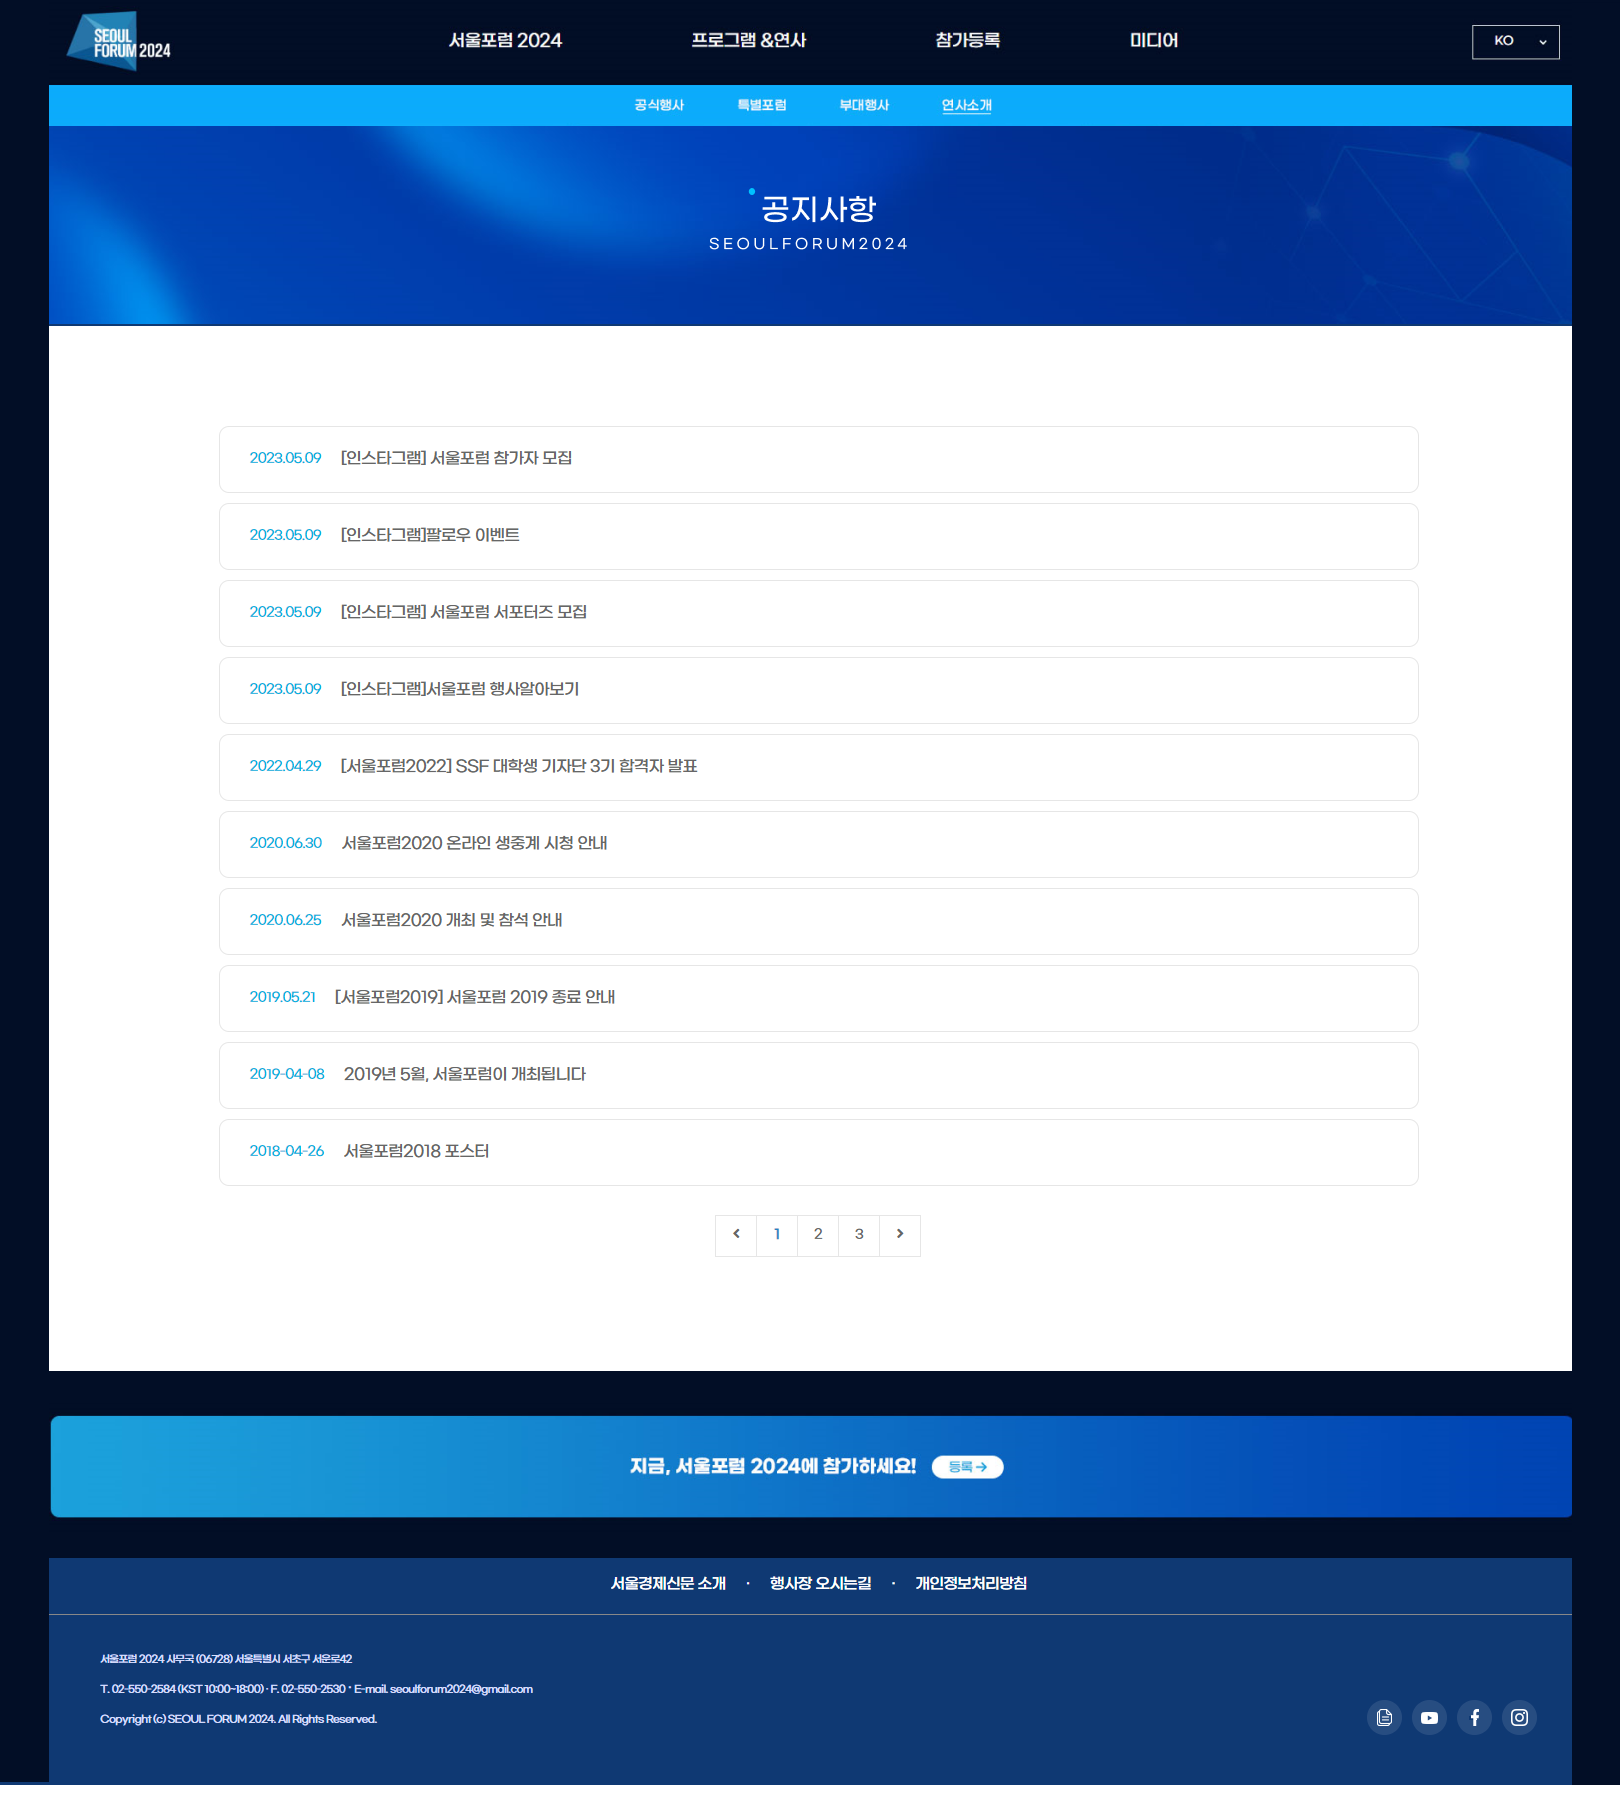 SEOUL
FORUM 2024
서울포럼 2024
프로그램 &연사
참가등록
미디어
KO
공식행사
특별포럼
부대행사
연사소개
공지사항
SEOULFORUM2024
2023.05.09 [인스타그램] 서울포럼 참가자 모집
2023.05.09 [인스타그램]팔로우 이벤트
2023.05.09 [인스타그램] 서울포럼 서포터즈 모집
2023.05.09 [인스타그램]서울포럼 행사알아보기
2022.04.29 [서울포럼2022] SSF 대학생 기자단 3기 합격자 발표
2020.06.30 서울포럼2020 온라인 생중계 시청 안내
2020.06.25 서울포럼2020 개최 및 참석 안내
2019.05.21 [서울포럼2019] 서울포럼 2019 종료 안내
2019-04-08 2019년 5월, 서울포럼이 개최됩니다
2018-04-26 서울포럼2018 포스터
1 2 3
지금, 서울포럼 2024에 참가하세요! 등록 →
서울경제신문 소개 · 행사장 오시는길 · 개인정보처리방침
서울포럼 2024 사무국 (06728) 서울특별시 서초구 서운로42
T. 02-550-2584 (KST 10:00~18:00) · F. 02-550-2530 * E-mail. seoulforum2024@gmail.com
Copyright (c) SEOUL FORUM 2024. All Rights Reserved.